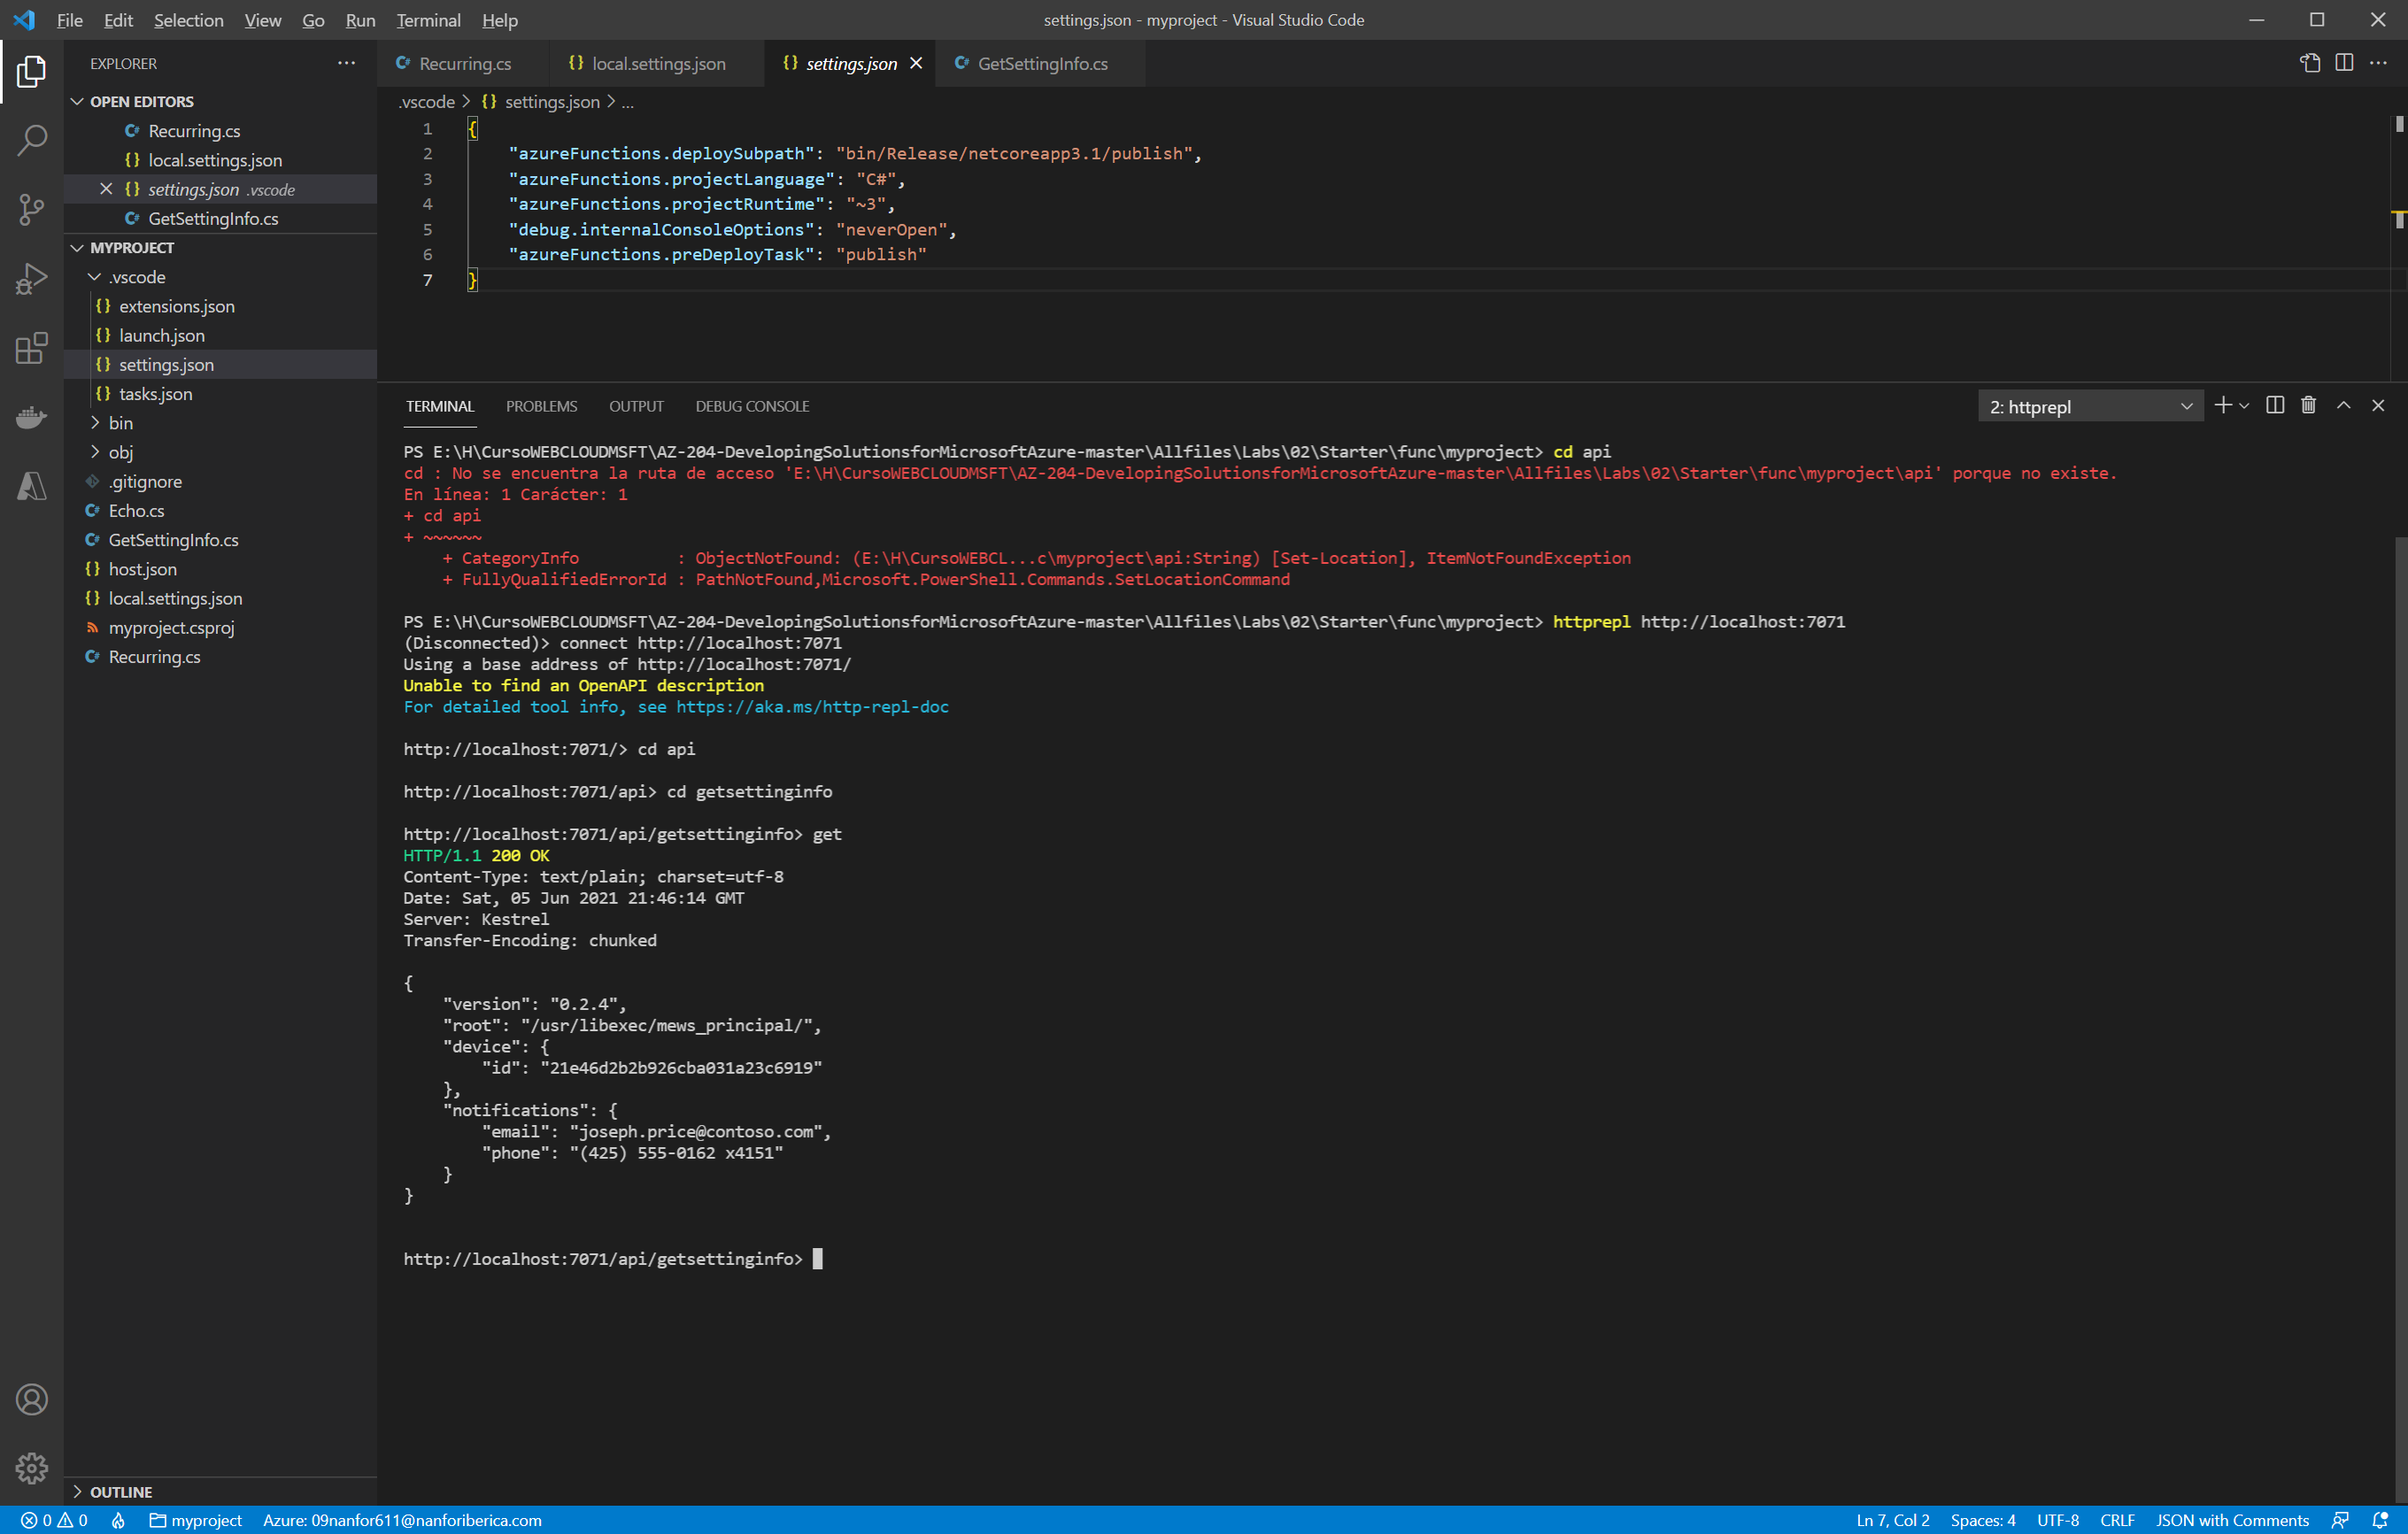 File Edit Selection View Go Run Terminal Help
settings.json - myproject - Visual Studio Code
EXPLORER
OPEN EDITORS
Recurring.cs
local.settings.json
settings.json .vscode
GetSettingInfo.cs
MYPROJECT
.vscode
extensions.json
launch.json
settings.json
tasks.json
bin
obj
.gitignore
Echo.cs
GetSettingInfo.cs
host.json
local.settings.json
myproject.csproj
Recurring.cs
OUTLINE
Recurring.cs
local.settings.json
settings.json
GetSettingInfo.cs
.vscode > {} settings.json > ...
1 {
2 "azureFunctions.deploySubpath": "bin/Release/netcoreapp3.1/publish",
3 "azureFunctions.projectLanguage": "C#",
4 "azureFunctions.projectRuntime": "~3",
5 "debug.internalConsoleOptions": "neverOpen",
6 "azureFunctions.preDeployTask": "publish"
7 }
TERMINAL PROBLEMS OUTPUT DEBUG CONSOLE
2: httprepl
PS E:\H\CursoWEBCLOUDMSFT\AZ-204-DevelopingSolutionsforMicrosoftAzure-master\Allfiles\Labs\02\Starter\func\myproject> cd api
cd : No se encuentra la ruta de acceso 'E:\H\CursoWEBCLOUDMSFT\AZ-204-DevelopingSolutionsforMicrosoftAzure-master\Allfiles\Labs\02\Starter\func\myproject\api' porque no existe.
En línea: 1 Carácter: 1
+ cd api
+ ~~~~~~
+ CategoryInfo : ObjectNotFound: (E:\H\CursoWEBCL...c\myproject\api:String) [Set-Location], ItemNotFoundException
+ FullyQualifiedErrorId : PathNotFound,Microsoft.PowerShell.Commands.SetLocationCommand
PS E:\H\CursoWEBCLOUDMSFT\AZ-204-DevelopingSolutionsforMicrosoftAzure-master\Allfiles\Labs\02\Starter\func\myproject> httprepl http://localhost:7071
(Disconnected)> connect http://localhost:7071
Using a base address of http://localhost:7071/
Unable to find an OpenAPI description
For detailed tool info, see https://aka.ms/http-repl-doc
http://localhost:7071/> cd api
http://localhost:7071/api> cd getsettinginfo
http://localhost:7071/api/getsettinginfo> get
HTTP/1.1 200 OK
Content-Type: text/plain; charset=utf-8
Date: Sat, 05 Jun 2021 21:46:14 GMT
Server: Kestrel
Transfer-Encoding: chunked
{
"version": "0.2.4",
"root": "/usr/libexec/mews_principal/",
"device": {
"id": "21e46d2b2b926cba031a23c6919"
},
"notifications": {
"email": "joseph.price@contoso.com",
"phone": "(425) 555-0162 x4151"
}
}
http://localhost:7071/api/getsettinginfo>
0 0 myproject Azure: 09nanfor611@nanforiberica.com
Ln 7, Col 2 Spaces: 4 UTF-8 CRLF JSON with Comments